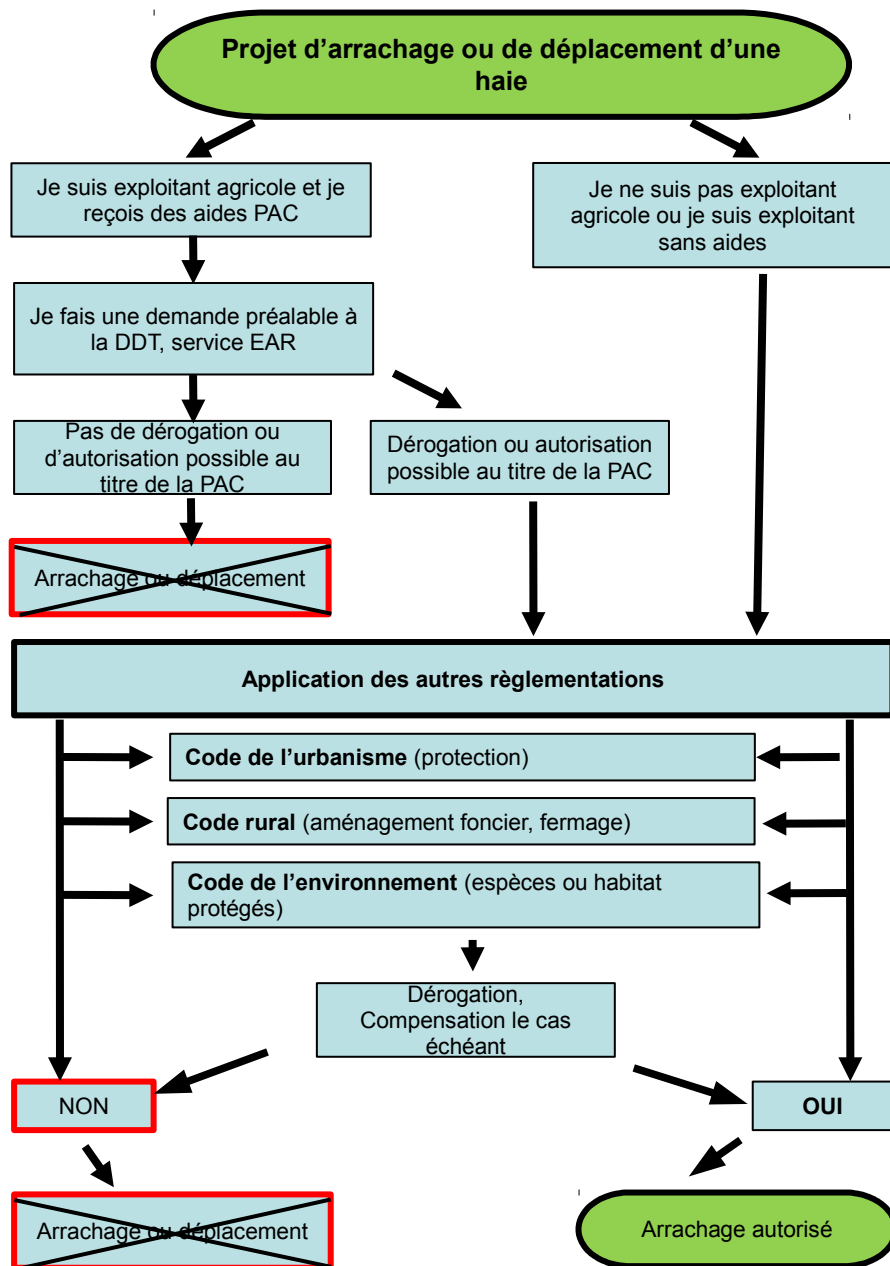 Projet d’arrachage ou de déplacement d’une
haie
Je suis exploitant agricole et je
reçois des aides PAC
Je ne suis pas exploitant
agricole ou je suis exploitant
sans aides
Je fais une demande préalable à
la DDT, service EAR
Pas de dérogation ou
d’autorisation possible au
titre de la PAC
Dérogation ou autorisation
possible au titre de la PAC
Arrachage ou déplacement
Application des autres règlementations
Code de l’urbanisme (protection)
Code rural (aménagement foncier, fermage)
Code de l’environnement (espèces ou habitat
protégés)
Dérogation,
Compensation le cas
échéant
NON
OUI
Arrachage ou déplacement
Arrachage autorisé